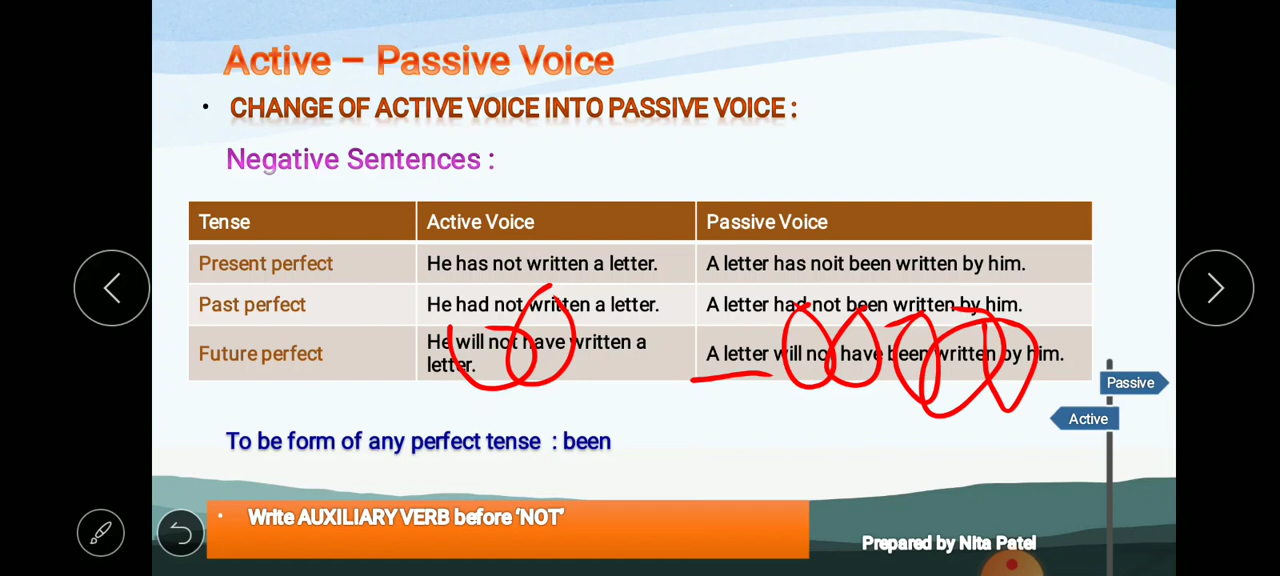 Active – Passive Voice
• CHANGE OF ACTIVE VOICE INTO PASSIVE VOICE :
Negative Sentences :
Tense Active Voice Passive Voice
Present perfect He has not written a letter. A letter has noit been written by him.
Past perfect He had not written a letter. A letter had not been written by him.
Future perfect He will not have written a letter. A letter will not have been written by him.
Passive
Active
To be form of any perfect tense : been
• Write AUXILIARY VERB before ‘NOT’
Prepared by Nita Patel